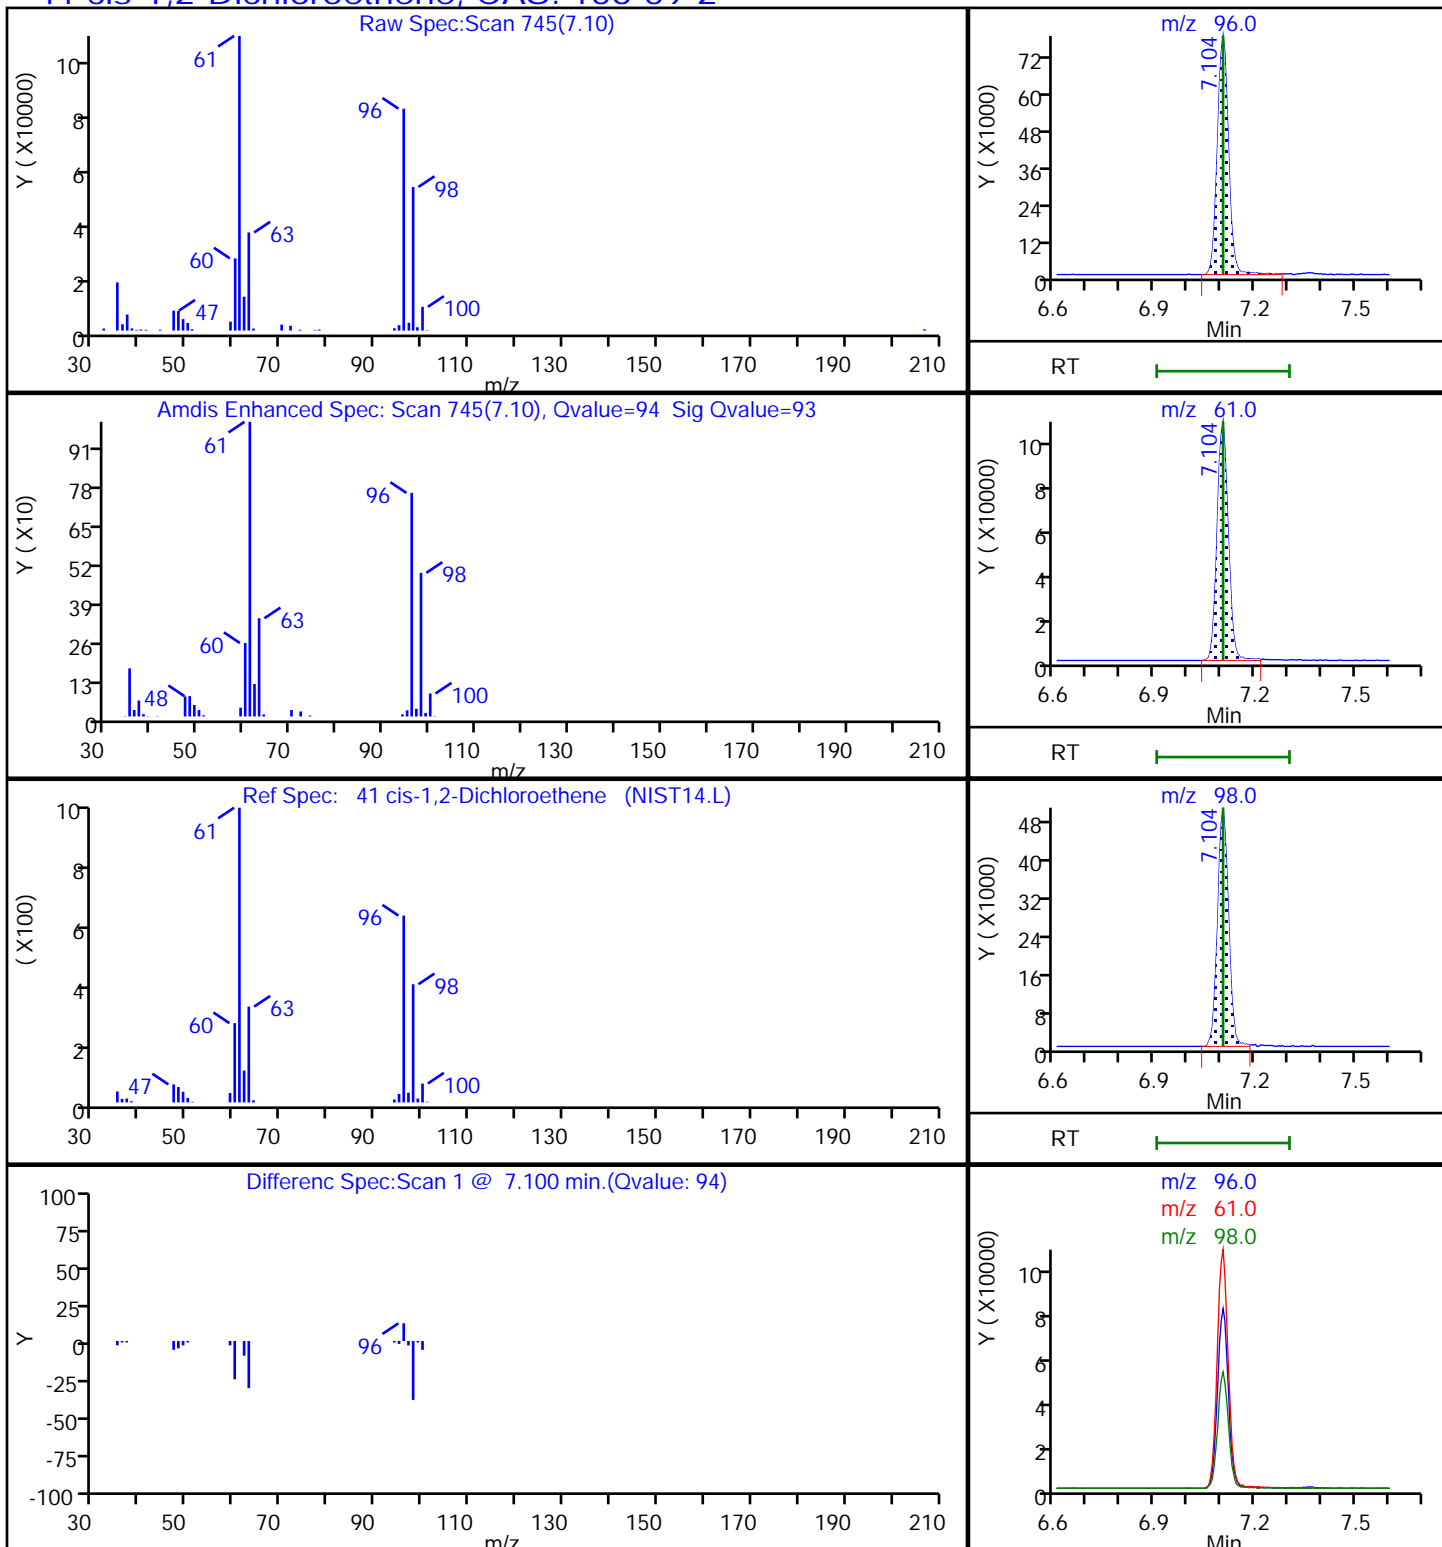 cis-1,2-Dichloroethene, CAS:
Raw Spec:Scan 745(7.10)
Y ( X10000)
10
8
6
4
2
0
61
96
98
63
60
47
100
30 50 70 90 110 130 150 170 190 210
m/z
m/z 96.0
Y ( X1000)
72
60
48
36
24
12
0
7.104
6.6 6.9 7.2 7.5
Min
RT
Amdis Enhanced Spec: Scan 745(7.10), Qvalue=94 Sig Qvalue=93
Y ( X10)
91
78
65
52
39
26
13
0
61
96
98
63
60
48
100
30 50 70 90 110 130 150 170 190 210
m/z
m/z 61.0
Y ( X10000)
10
8
6
4
2
0
7.104
6.6 6.9 7.2 7.5
Min
RT
Ref Spec: 41 cis-1,2-Dichloroethene (NIST14.L)
( X100)
10
8
6
4
2
0
61
96
98
63
60
47
100
30 50 70 90 110 130 150 170 190 210
m/z 98.0
Y ( X1000)
48
40
32
24
16
8
0
7.104
6.6 6.9 7.2 7.5
Min
RT
Differenc Spec:Scan 1 @ 7.100 min.(Qvalue: 94)
Y
100
75
50
25
0
-25
-50
-75
-100
96
30 50 70 90 110 130 150 170 190 210
m/z
m/z 96.0
m/z 61.0
m/z 98.0
Y ( X10000)
10
8
6
4
2
0
6.6 6.9 7.2 7.5
Min